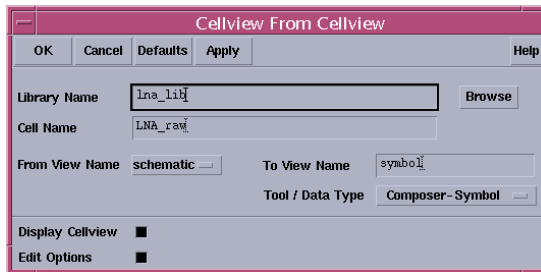 Cellview From Cellview
OK Cancel Defaults Apply Help
Library Name lna_lib Browse
Cell Name LNA_raw
From View Name schematic To View Name symbol
Tool / Data Type Composer-Symbol
Display Cellview
Edit Options